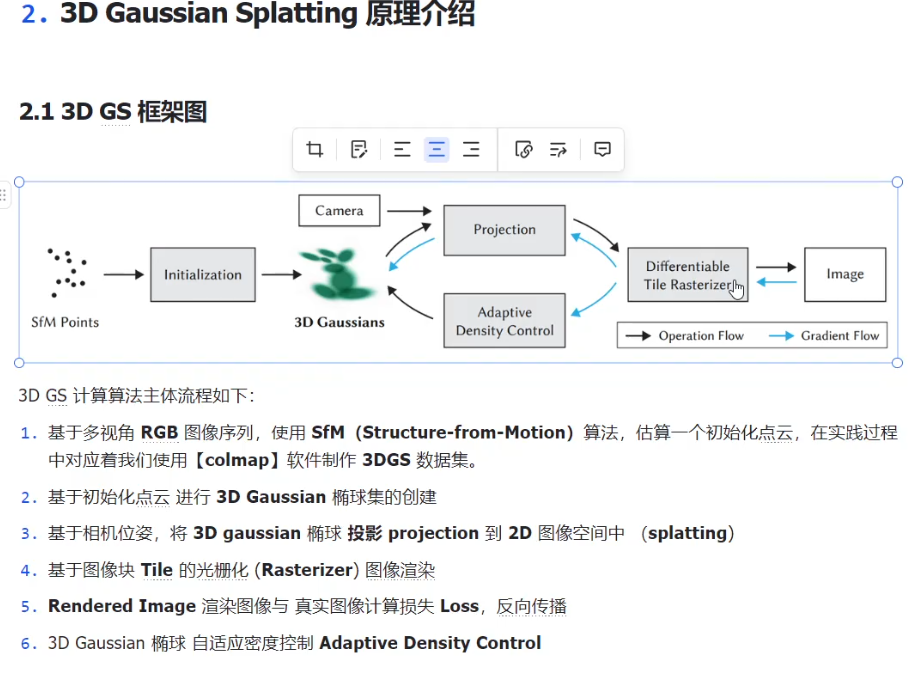 2. 3D Gaussian Splatting 原理介绍
2.1 3D GS 框架图
Camera
Projection
Initialization
Differentiable
Tile Rasterizer
Image
SfM Points
3D Gaussians
Adaptive
Density Control
Operation Flow
Gradient Flow
3D GS 计算算法主体流程如下：
1. 基于多视角 RGB 图像序列，使用 SfM（Structure-from-Motion）算法，估算一个初始化点云，在实践过程
中对应着我们使用【colmap】软件制作 3DGS 数据集。
2. 基于初始化点云 进行 3D Gaussian 椭球集的创建
3. 基于相机位姿，将 3D gaussian 椭球 投影 projection 到 2D 图像空间中 （splatting）
4. 基于图像块 Tile 的光栅化 (Rasterizer) 图像渲染
5. Rendered Image 渲染图像与 真实图像计算损失 Loss，反向传播
6. 3D Gaussian 椭球 自适应密度控制 Adaptive Density Control